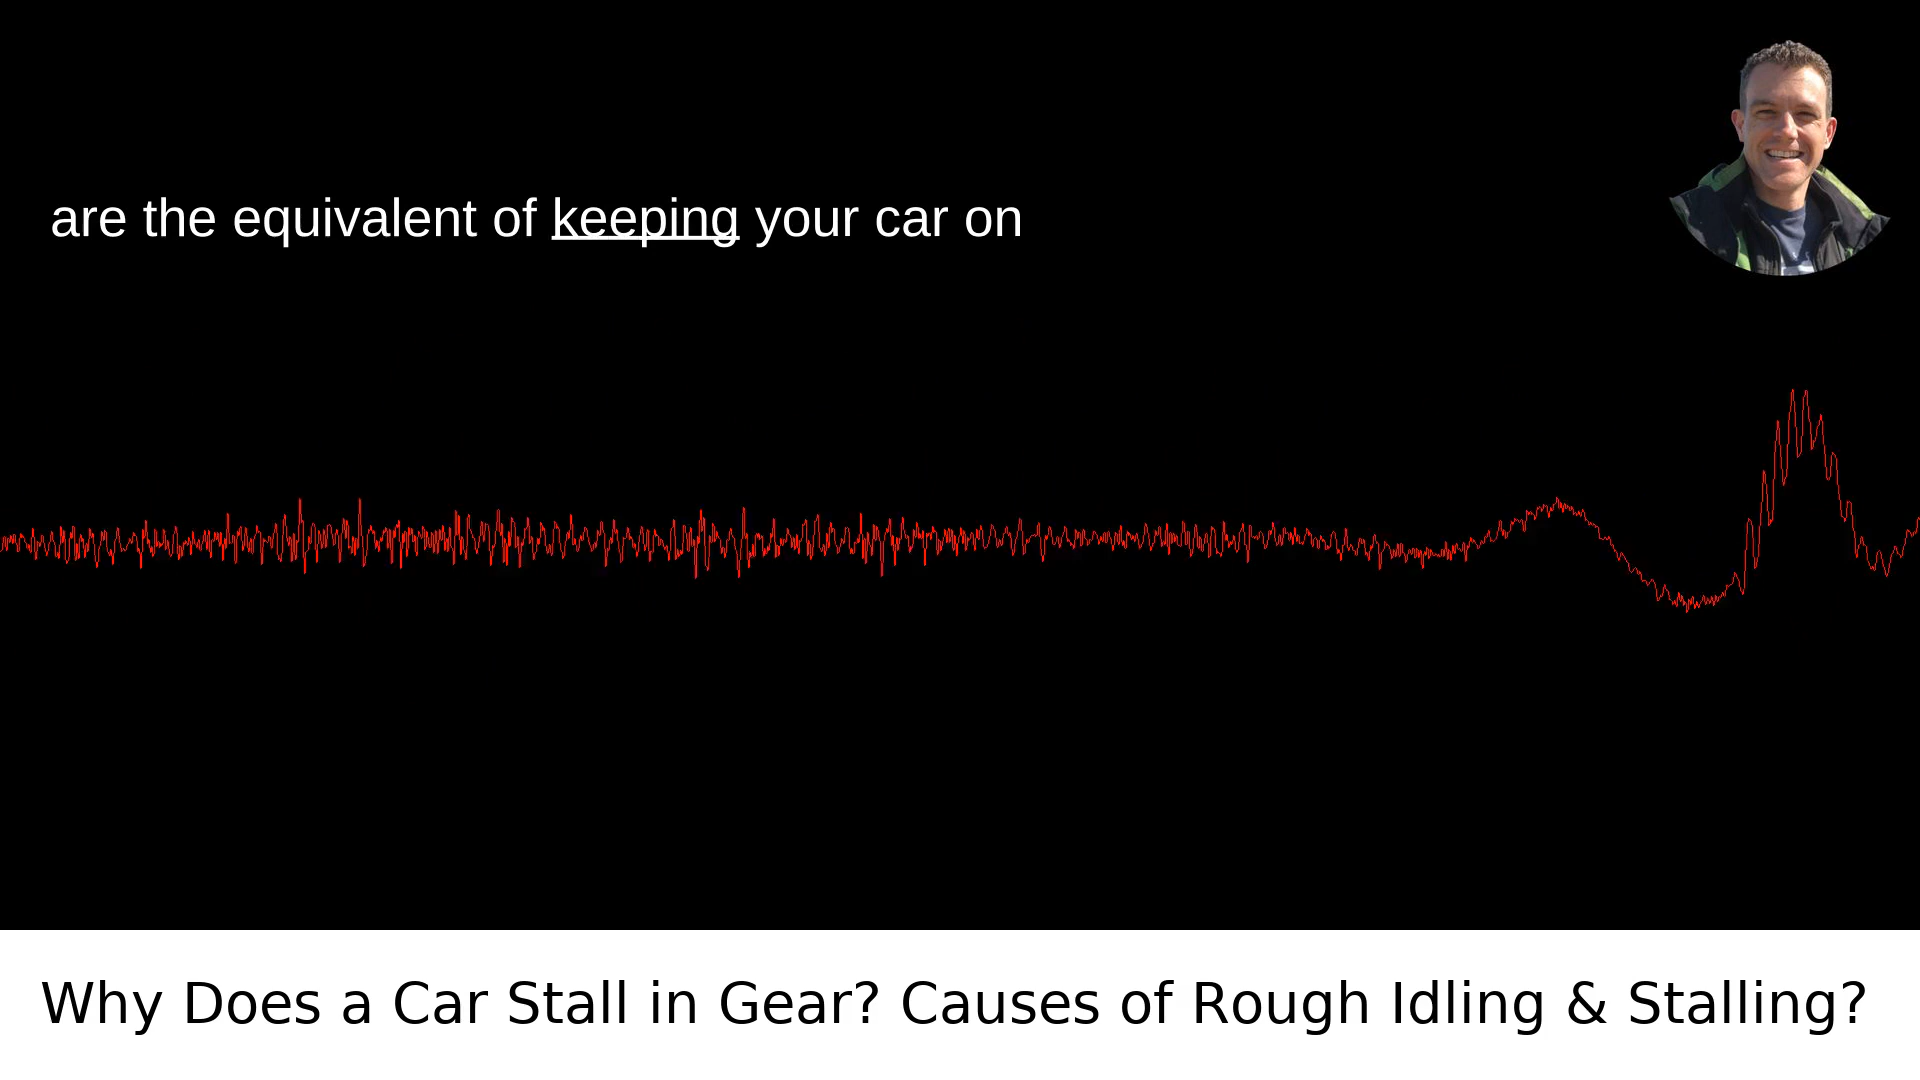 are the equivalent of keeping your car on
Why Does a Car Stall in Gear? Causes of Rough Idling & Stalling?